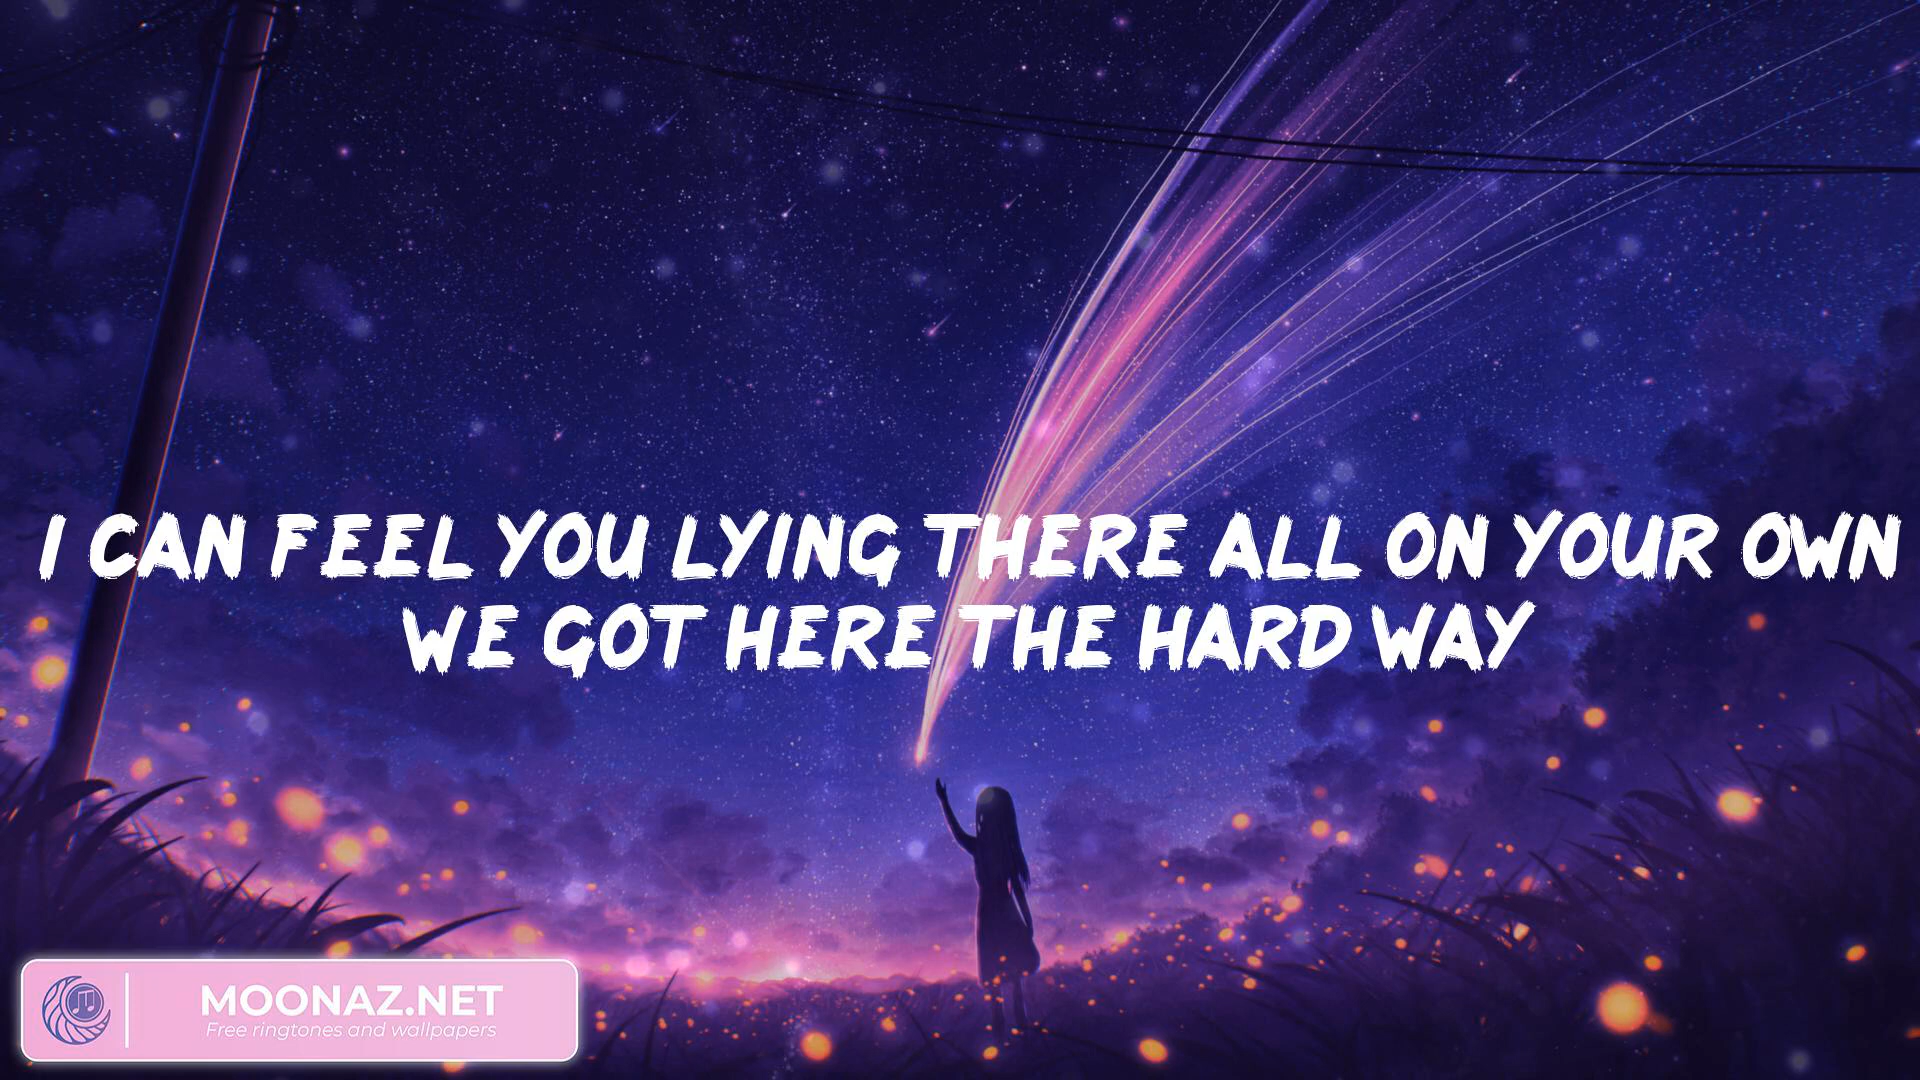 I CAN FEEL YOU LYING THERE ALL ON YOUR OWN
WE GOT HERE THE HARD WAY
MOONAZ.NET
Free ringtones and wallpapers